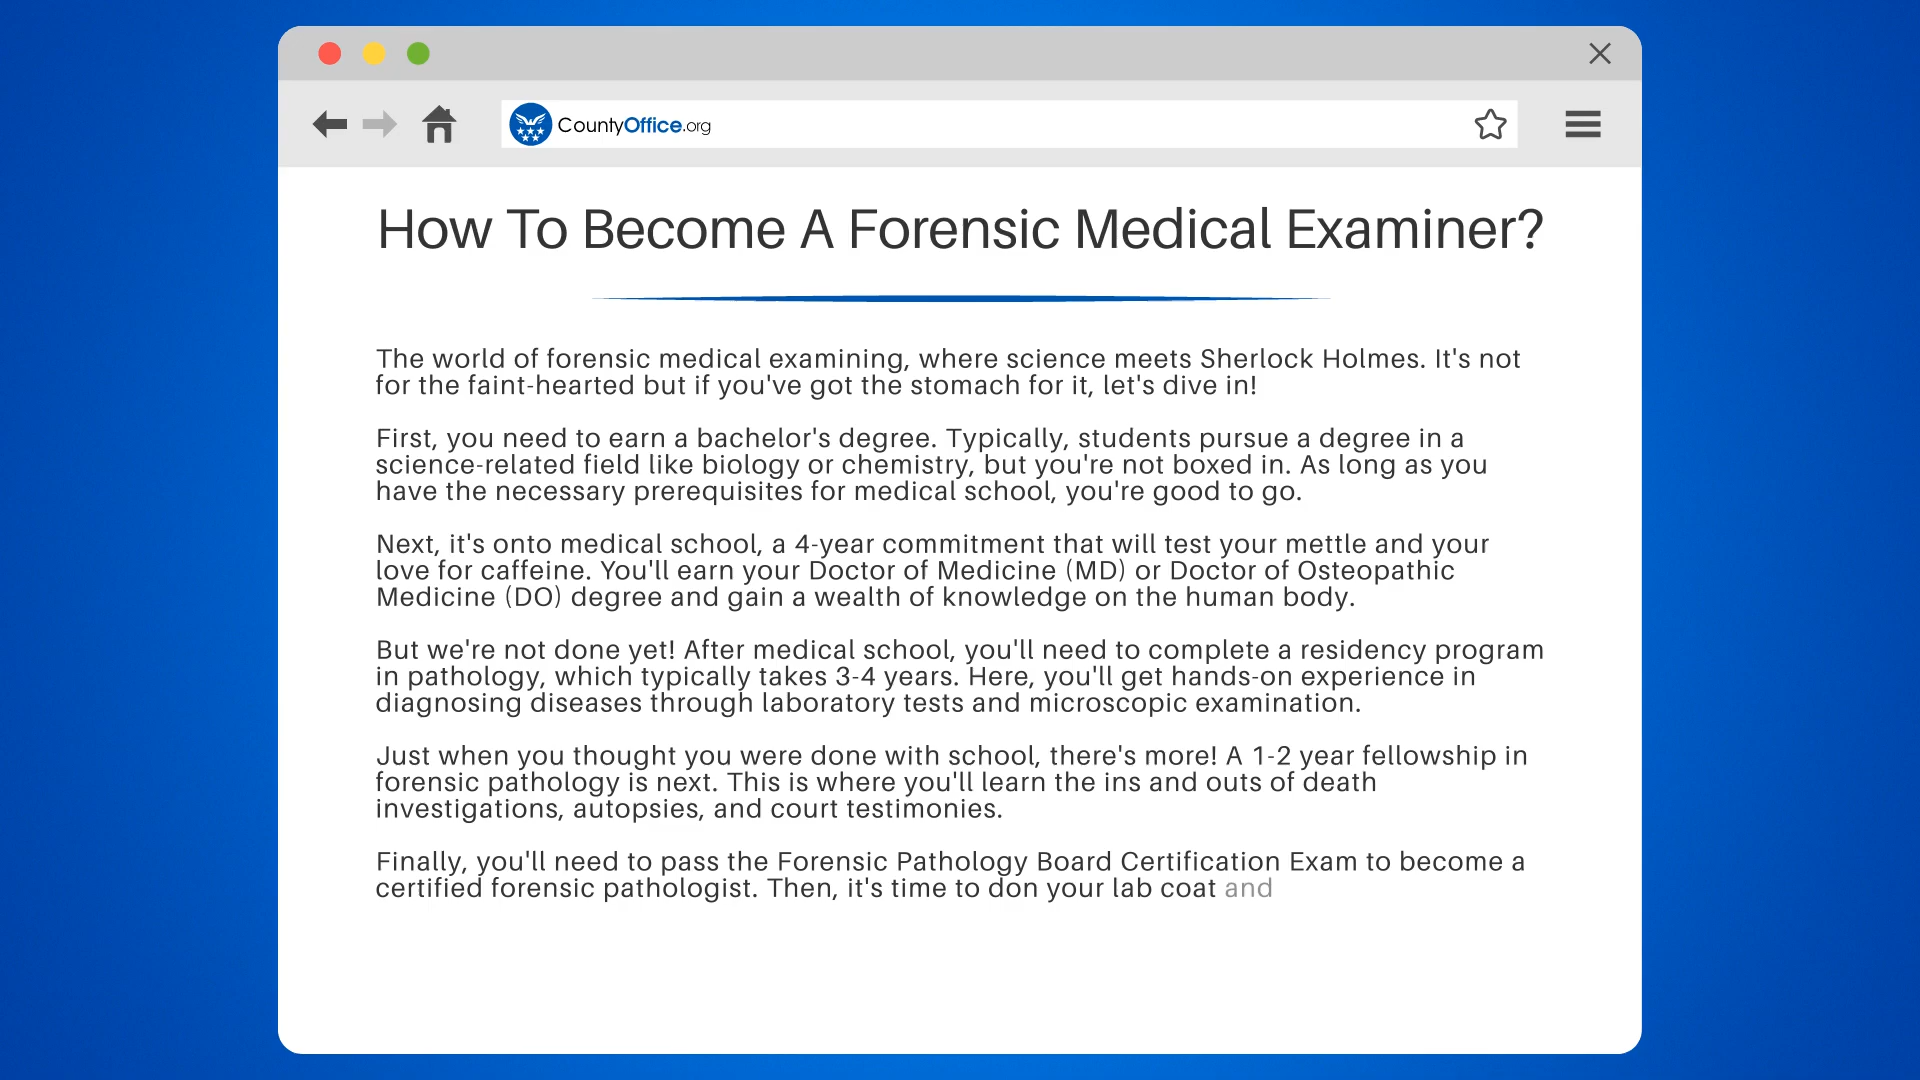 CountyOffice.org
How To Become A Forensic Medical Examiner?
The world of forensic medical examining, where science meets Sherlock Holmes. It's not
for the faint-hearted but if you've got the stomach for it, let's dive in!
First, you need to earn a bachelor's degree. Typically, students pursue a degree in a
science-related field like biology or chemistry, but you're not boxed in. As long as you
have the necessary prerequisites for medical school, you're good to go.
Next, it's onto medical school, a 4-year commitment that will test your mettle and your
love for caffeine. You'll earn your Doctor of Medicine (MD) or Doctor of Osteopathic
Medicine (DO) degree and gain a wealth of knowledge on the human body.
But we're not done yet! After medical school, you'll need to complete a residency program
in pathology, which typically takes 3-4 years. Here, you'll get hands-on experience in
diagnosing diseases through laboratory tests and microscopic examination.
Just when you thought you were done with school, there's more! A 1-2 year fellowship in
forensic pathology is next. This is where you'll learn the ins and outs of death
investigations, autopsies, and court testimonies.
Finally, you'll need to pass the Forensic Pathology Board Certification Exam to become a
certified forensic pathologist. Then, it's time to don your lab coat and